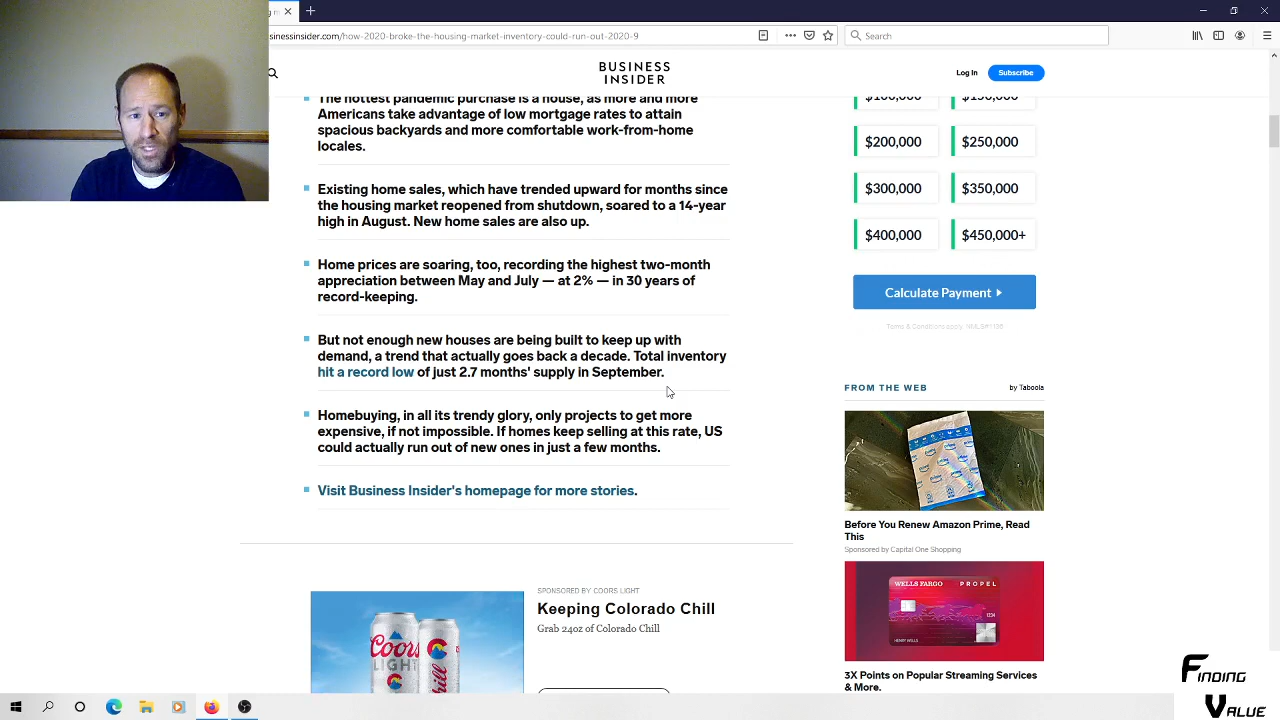 sinessinsider.com/how-2020-broke-the-housing-market-inventory-could-run-out-2020-9
Search
BUSINESS
INSIDER
Log In
Subscribe
The hottest pandemic purchase is a house, as more and more
Americans take advantage of low mortgage rates to attain
spacious backyards and more comfortable work-from-home
locales.
Existing home sales, which have trended upward for months since
the housing market reopened from shutdown, soared to a 14-year
high in August. New home sales are also up.
Home prices are soaring, too, recording the highest two-month
appreciation between May and July — at 2% — in 30 years of
record-keeping.
But not enough new houses are being built to keep up with
demand, a trend that actually goes back a decade. Total inventory
hit a record low of just 2.7 months' supply in September.
Homebuying, in all its trendy glory, only projects to get more
expensive, if not impossible. If homes keep selling at this rate, US
could actually run out of new ones in just a few months.
Visit Business Insider's homepage for more stories.
SPONSORED BY COORS LIGHT
Keeping Colorado Chill
Grab 24oz of Colorado Chill
Coors
LIGHT
$200,000 $250,000
$300,000 $350,000
$400,000 $450,000+
Calculate Payment
FROM THE WEB
by Taboola
Before You Renew Amazon Prime, Read
This
Sponsored by Capital One Shopping
WELLS FARGO PROPEL
3X Points on Popular Streaming Services
& More.
FINDING
VALUE